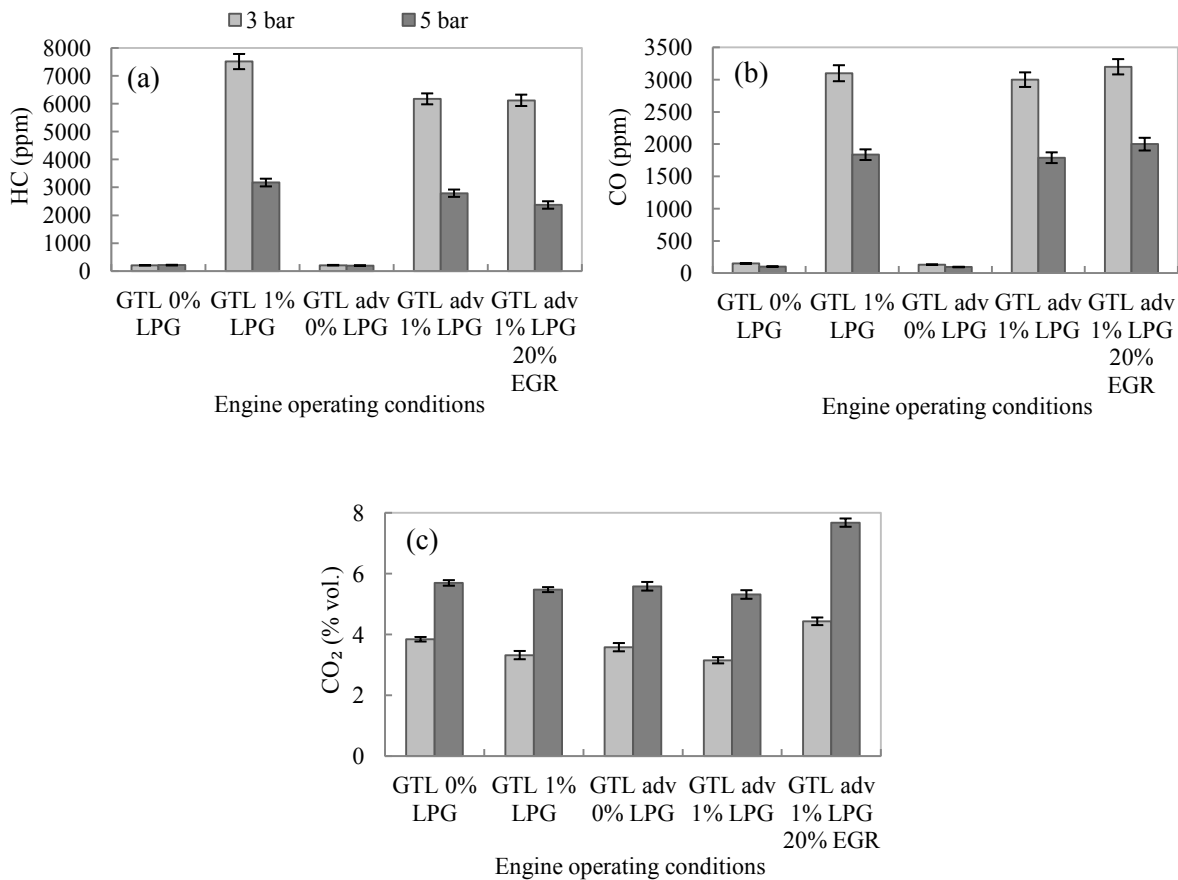 3 bar 5 bar
8000
7000
6000
5000
4000
3000
2000
1000
0
HC (ppm)
(a)
GTL 0% GTL 1% GTL adv GTL adv GTL adv
LPG LPG 0% LPG 1% LPG 1% LPG
20%
EGR
Engine operating conditions
3500
3000
2500
2000
1500
1000
500
0
CO (ppm)
(b)
GTL 0% GTL 1% GTL adv GTL adv GTL adv
LPG LPG 0% LPG 1% LPG 1% LPG
20%
EGR
Engine operating conditions
8
6
4
2
0
CO₂ (% vol.)
(c)
GTL 0% GTL 1% GTL adv GTL adv GTL adv
LPG LPG 0% LPG 1% LPG 1% LPG
20% EGR
Engine operating conditions